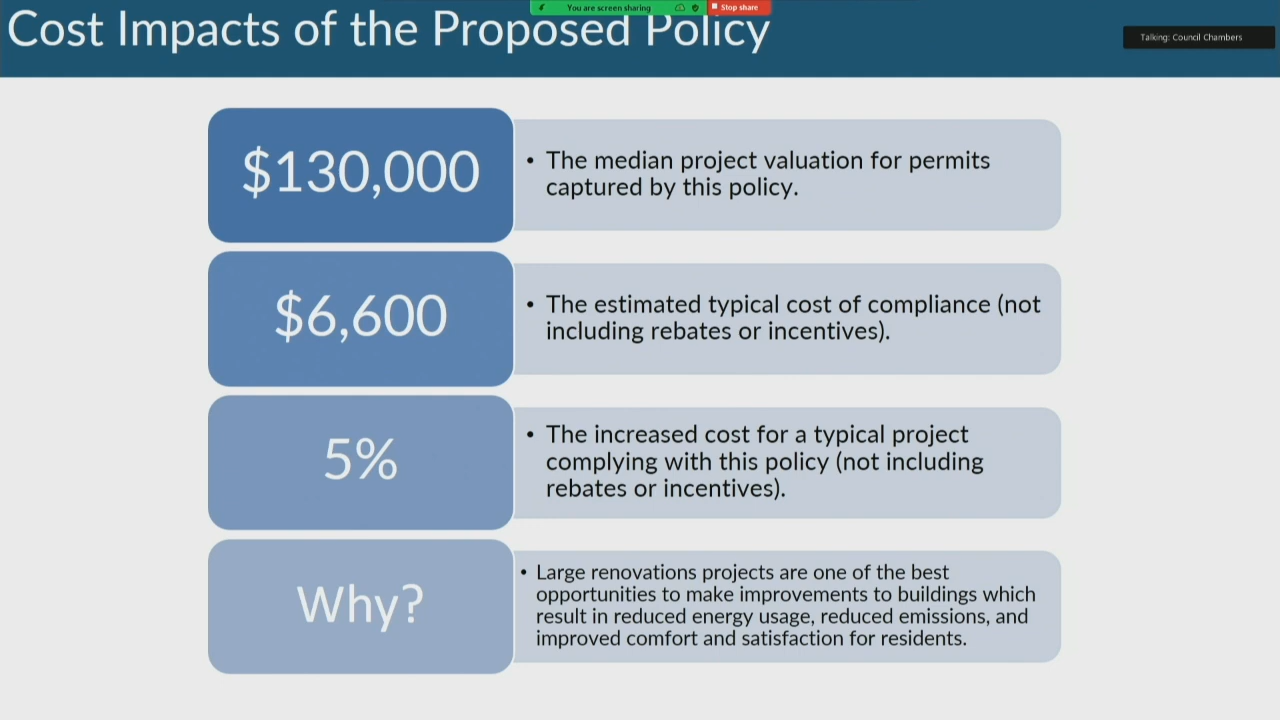 You are screen sharing
Stop share
Cost Impacts of the Proposed Policy
Talking: Council Chambers
$130,000
• The median project valuation for permits
captured by this policy.
$6,600
• The estimated typical cost of compliance (not
including rebates or incentives).
5%
• The increased cost for a typical project
complying with this policy (not including
rebates or incentives).
Why?
• Large renovations projects are one of the best
opportunities to make improvements to buildings which
result in reduced energy usage, reduced emissions, and
improved comfort and satisfaction for residents.